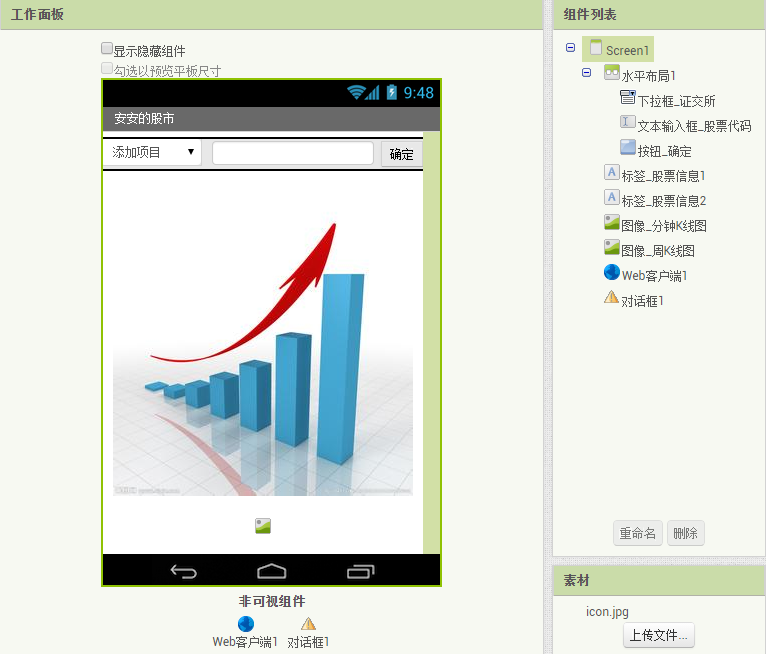 工作面板
显示隐藏组件
勾选以预览平板尺寸
9:48
安安的股市
添加项目 确定
非可视组件
Web客户端1 对话框1
组件列表
Screen1
水平布局1
下拉框_证交所
文本输入框_股票代码
按钮_确定
标签_股票信息1
标签_股票信息2
图像_分钟K线图
图像_周K线图
Web客户端1
对话框1
重命名 删除
素材
icon.jpg
上传文件...